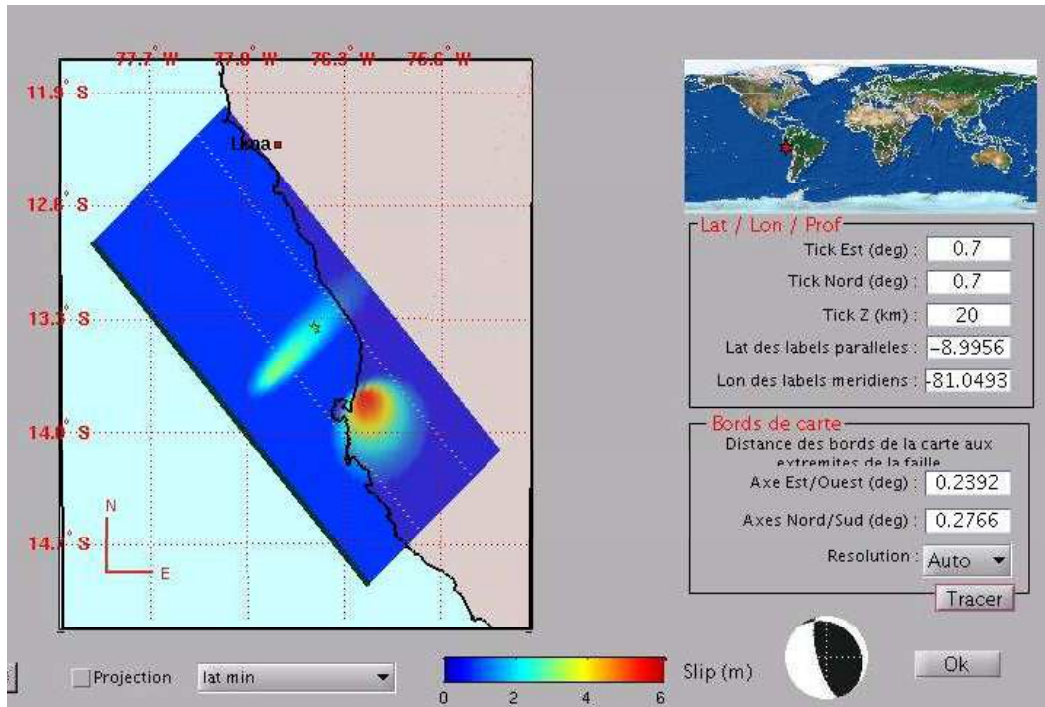 77.7° W 77.0° W 76.3° W 75.6° W
11.9° S
Lima
12.6° S
13.3° S
14.0° S
14.7° S
N
E
Lat / Lon / Prof
Tick Est (deg) : 0.7
Tick Nord (deg) : 0.7
Tick Z (km) : 20
Lat des labels paralleles : -8.9956
Lon des labels meridiens : -81.0493
Bords de carte
Distance des bords de la carte aux
extremites de la faille
Axe Est/Ouest (deg) : 0.2392
Axes Nord/Sud (deg) : 0.2766
Resolution : Auto
Tracer
Projection
lat min
0 2 4 6
Slip (m)
Ok